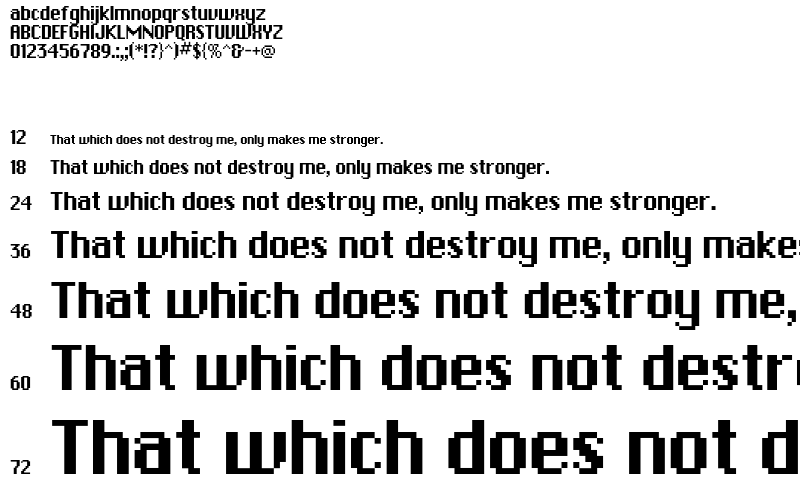 abcdefghijklmnopqrstuvwxyz
ABCDEFGHIJKLMNOPQRSTUVWXYZ
0123456789.:,;(*!?}^)#${%^&-+@
12 That which does not destroy me, only makes me stronger.
18 That which does not destroy me, only makes me stronger.
24 That which does not destroy me, only makes me stronger.
36 That which does not destroy me, only makes
48 That which does not destroy me,
60 That which does not destr
72 That which does not d